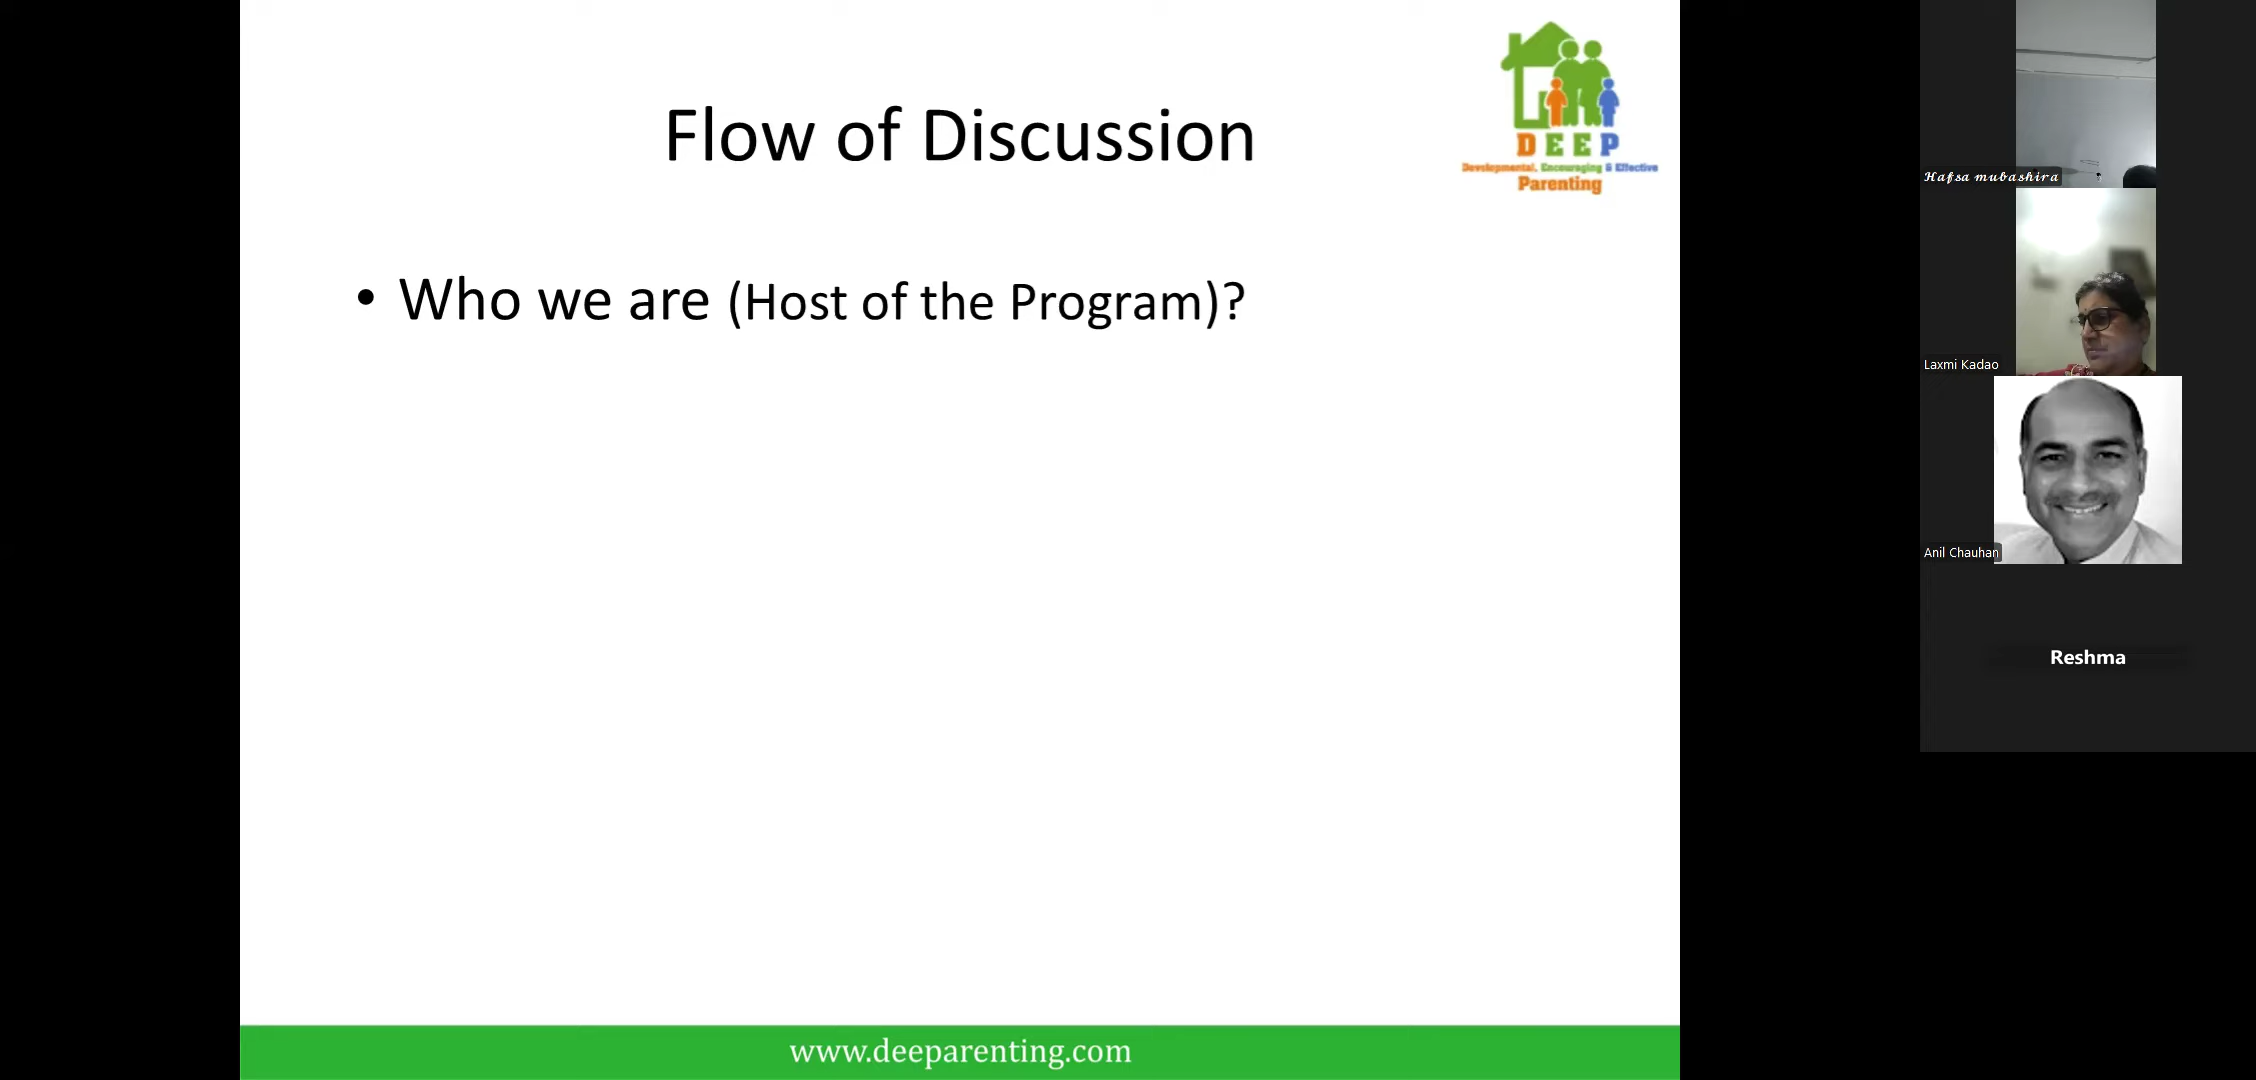 Flow of Discussion
DEEP
Developmental, Encouraging & Effective
Parenting
• Who we are (Host of the Program)?
www.deeparenting.com
Hafsa mubashira
Laxmi Kadao
Anil Chauhan
Reshma